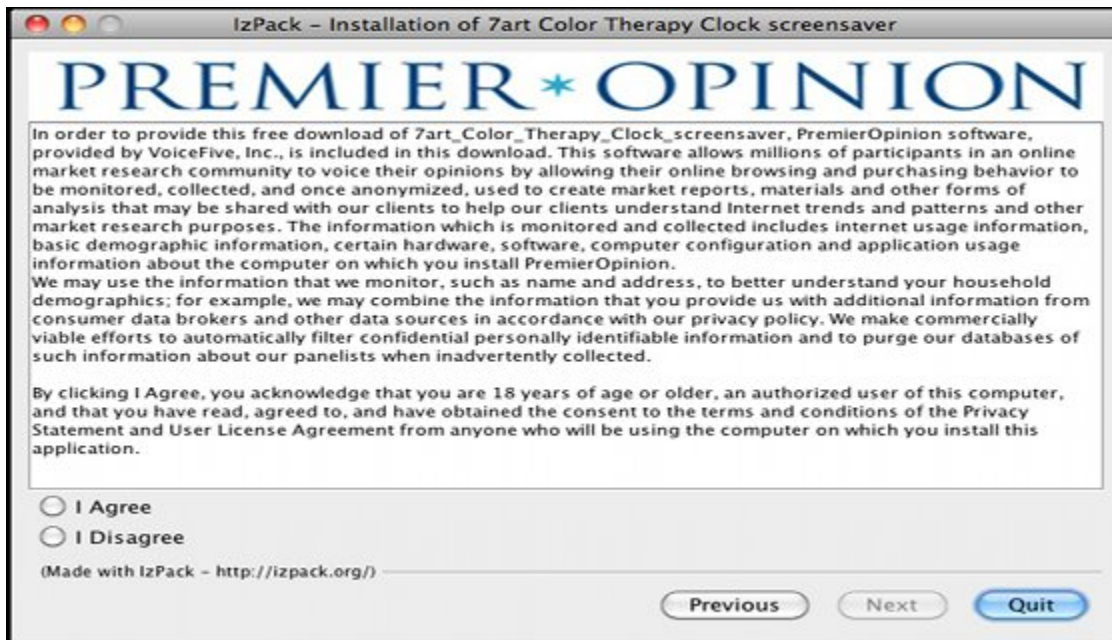 IzPack – Installation of 7art Color Therapy Clock screensaver
PREMIER*OPINION
In order to provide this free download of 7art_Color_Therapy_Clock_screensaver, PremierOpinion software,
provided by VoiceFive, Inc., is included in this download. This software allows millions of participants in an online
market research community to voice their opinions by allowing their online browsing and purchasing behavior to
be monitored, collected, and once anonymized, used to create market reports, materials and other forms of
analysis that may be shared with our clients to help our clients understand Internet trends and patterns and other
market research purposes. The information which is monitored and collected includes internet usage information,
basic demographic information, certain hardware, software, computer configuration and application usage
information about the computer on which you install PremierOpinion.
We may use the information that we monitor, such as name and address, to better understand your household
demographics; for example, we may combine the information that you provide us with additional information from
consumer data brokers and other data sources in accordance with our privacy policy. We make commercially
viable efforts to automatically filter confidential personally identifiable information and to purge our databases of
such information about our panelists when inadvertently collected.
By clicking I Agree, you acknowledge that you are 18 years of age or older, an authorized user of this computer,
and that you have read, agreed to, and have obtained the consent to the terms and conditions of the Privacy
Statement and User License Agreement from anyone who will be using the computer on which you install this
application.
I Agree
I Disagree
(Made with IzPack – http://izpack.org/)
Previous Next Quit